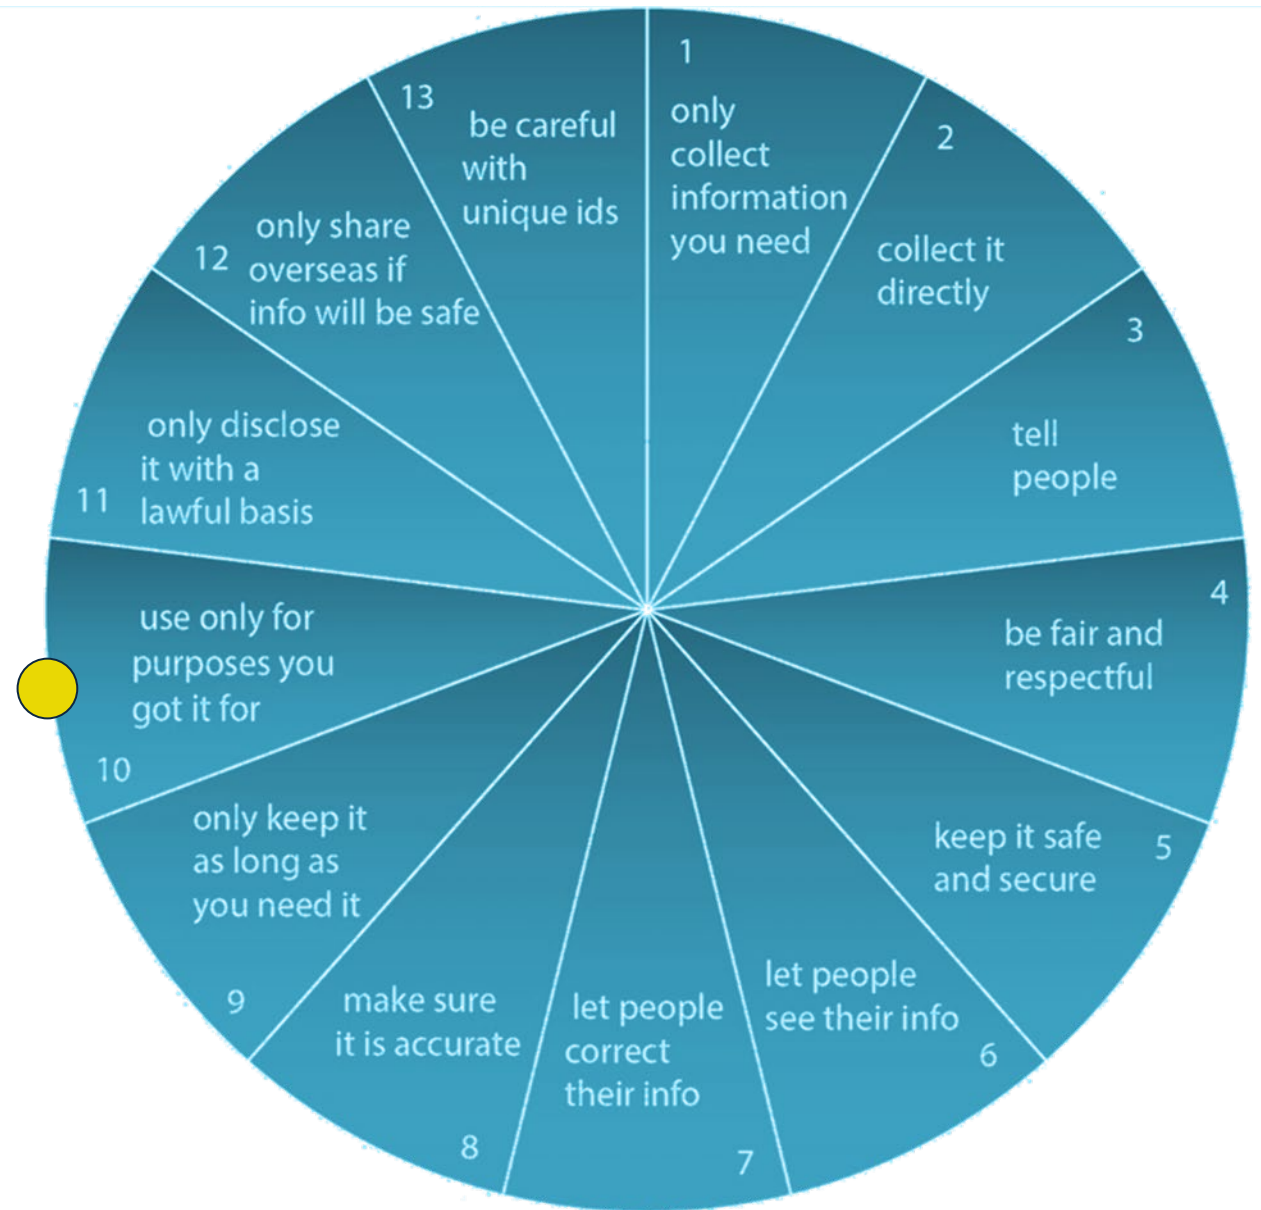 1
only
collect
information
you need
2
collect it
directly
3
tell
people
4
be fair and
respectful
5
keep it safe
and secure
6
let people
see their info
7
let people
correct
their info
8
make sure
it is accurate
9
only keep it
as long as
you need it
10
use only for
purposes you
got it for
11
only disclose
it with a
lawful basis
12
only share
overseas if
info will be safe
13
be careful
with
unique ids